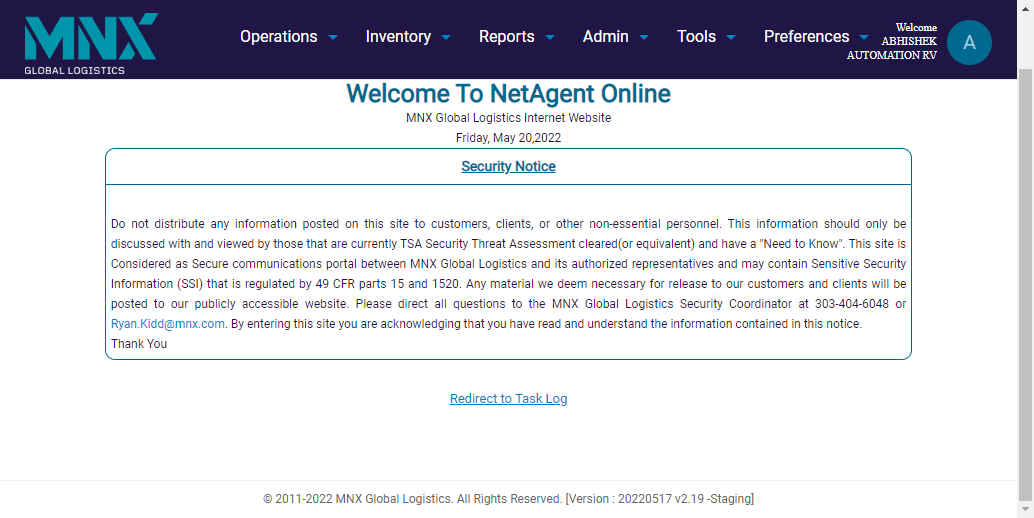 MNX
GLOBAL LOGISTICS
Operations Inventory Reports Admin Tools Preferences
Welcome
ABHISHEK
AUTOMATION RV
A
Welcome To NetAgent Online
MNX Global Logistics Internet Website
Friday, May 20,2022
Security Notice
Do not distribute any information posted on this site to customers, clients, or other non-essential personnel. This information should only be
discussed with and viewed by those that are currently TSA Security Threat Assessment cleared(or equivalent) and have a "Need to Know". This site is
Considered as Secure communications portal between MNX Global Logistics and its authorized representatives and may contain Sensitive Security
Information (SSI) that is regulated by 49 CFR parts 15 and 1520. Any material we deem necessary for release to our customers and clients will be
posted to our publicly accessible website. Please direct all questions to the MNX Global Logistics Security Coordinator at 303-404-6048 or
Ryan.Kidd@mnx.com. By entering this site you are acknowledging that you have read and understand the information contained in this notice.
Thank You
Redirect to Task Log
© 2011-2022 MNX Global Logistics. All Rights Reserved. [Version : 20220517 v2.19 -Staging]